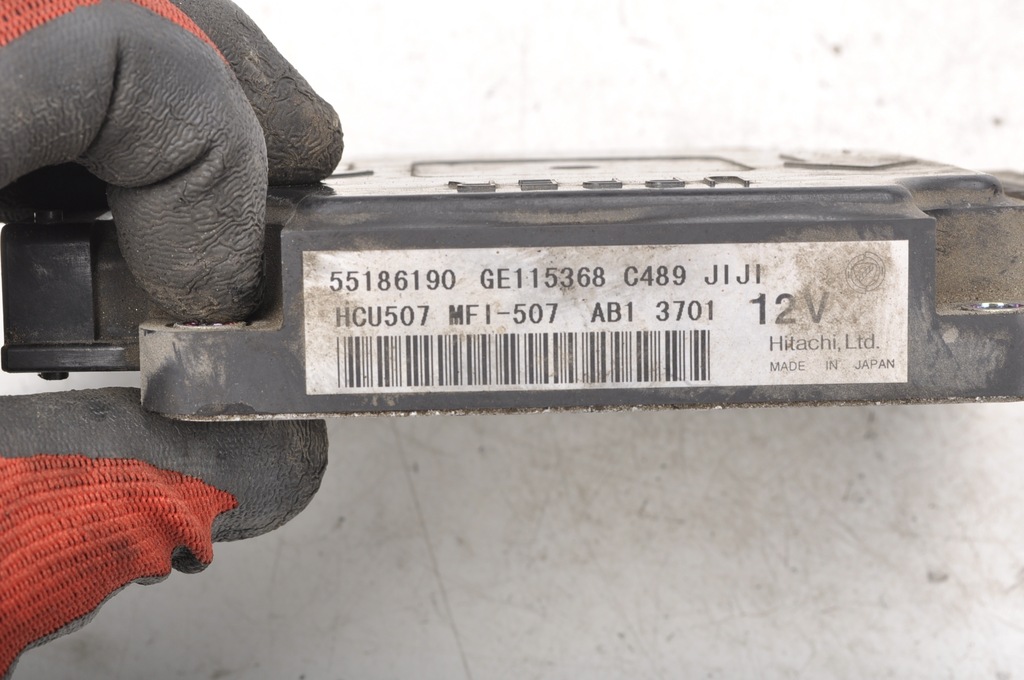 55186190 GE115368 C489 JIJI
HCU507 MFI-507 AB1 3701 12V
Hitachi, Ltd.
MADE IN JAPAN